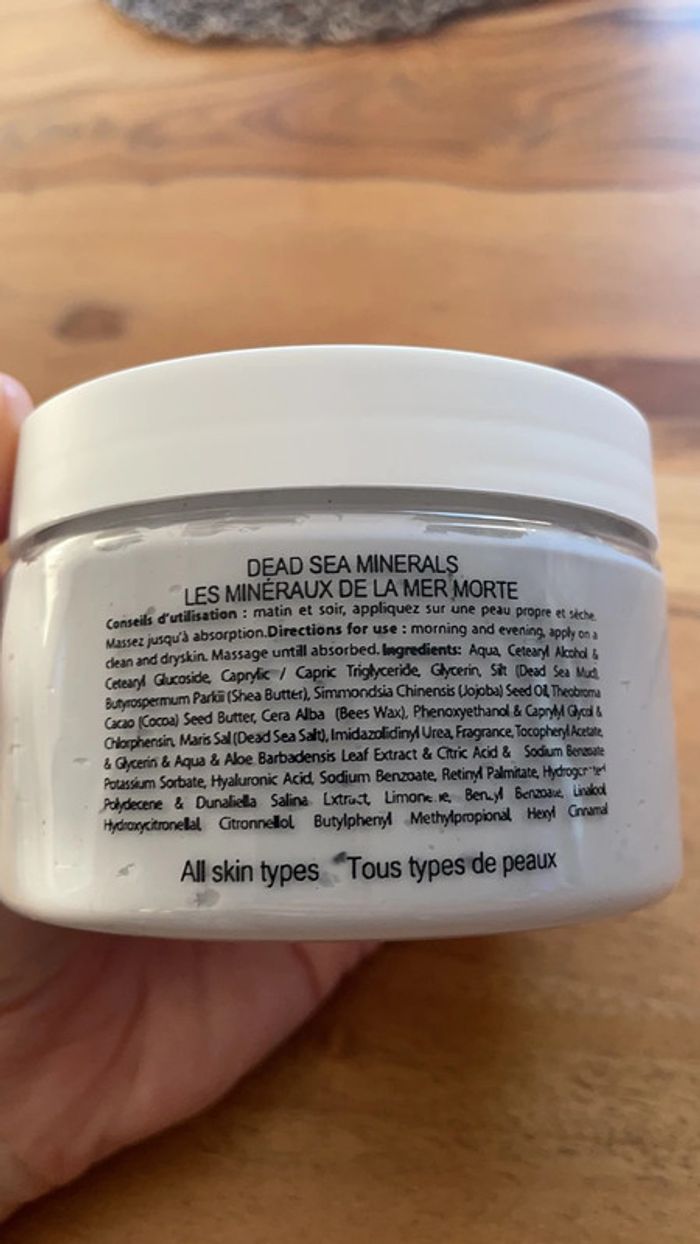 DEAD SEA MINERALS
LES MINÉRAUX DE LA MER MORTE
Conseils d'utilisation : matin et soir, appliquez sur une peau propre et sèche.
Massez jusqu'à absorption.Directions for use : morning and evening, apply on a
clean and dryskin. Massage untill absorbed. Ingredients: Aqua, Cetearyl Alcohol &
Cetearyl Glucoside, Caprylic / Capric Triglyceride, Glycerin, Silt (Dead Sea Mud),
Butyrospermum Parkii (Shea Butter), Simmondsia Chinensis (Jojoba) Seed Oil, Theobroma
Cacao (Cocoa) Seed Butter, Cera Alba (Bees Wax), Phenoxyethanol & Caprylyl Glycol &
Chlorphensin, Maris Sal (Dead Sea Salt), Imidazolidinyl Urea, Fragrance, Tocopheryl Acetate,
& Glycerin & Aqua & Aloe Barbadensis Leaf Extract & Citric Acid & Sodium Benzoate
Potassium Sorbate, Hyaluronic Acid, Sodium Benzoate, Retinyl Palmitate,
Polydecene & Dunaliella Salina Extract, Limonene, Benzyl Benzoate, Linalool
Hydroxycitronellal, Citronnellol, Butylphenyl Methylpropional, Hexyl Cinnamal
All skin types Tous types de peaux